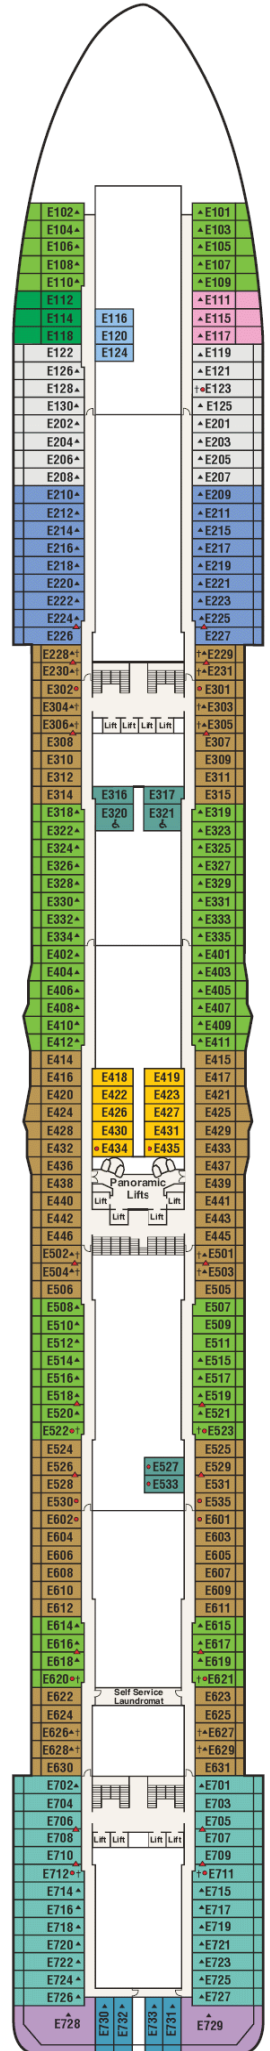 E102 E101
E104 E103
E106 E105
E108 E107
E110 E109
E112 E111
E114 E116 E115
E118 E120 E117
E122 E124 E119
E126 E121
E128 E123
E130 E125
E202 E201
E204 E203
E206 E205
E208 E207
E210 E209
E212 E211
E214 E215
E216 E217
E218 E219
E220 E221
E222 E223
E224 E225
E226 E227
E228 E229
E230 E231
E302 E301
E304 E303
E306 Lift Lift Lift Lift E305
E308 E307
E310 E309
E312 E311
E314 E316 E317 E315
E318 E320 E321 E319
E322 E323
E324 E325
E326 E327
E328 E329
E330 E331
E332 E333
E334 E335
E402 E401
E404 E403
E406 E405
E408 E407
E410 E409
E412 E411
E414 E415
E416 E418 E419 E417
E420 E422 E423 E421
E424 E426 E427 E425
E428 E430 E431 E429
E432 E434 E435 E433
E436 E437
E438 Panoramic Lifts E439
E440 Lift Lift E441
E442 Lift Lift E443
E446 E445
E502 E501
E504 E503
E506 E505
E508 E507
E510 E509
E512 E511
E514 E515
E516 E517
E518 E519
E520 E521
E522 E523
E524 E525
E526 E527 E529
E528 E533 E531
E530 E535
E602 E601
E604 E603
E606 E605
E608 E607
E610 E609
E612 E611
E614 E615
E616 E617
E618 E619
E620 E621
E622 Self Service Laundromat E623
E624 E625
E626 E627
E628 E629
E630 E631
E702 E701
E704 E703
E706 E705
E708 Lift Lift Lift Lift E707
E710 E709
E712 E711
E714 E715
E716 E717
E718 E719
E720 E721
E722 E723
E724 E725
E726 E727
E728 E730 E732 E733 E731 E729